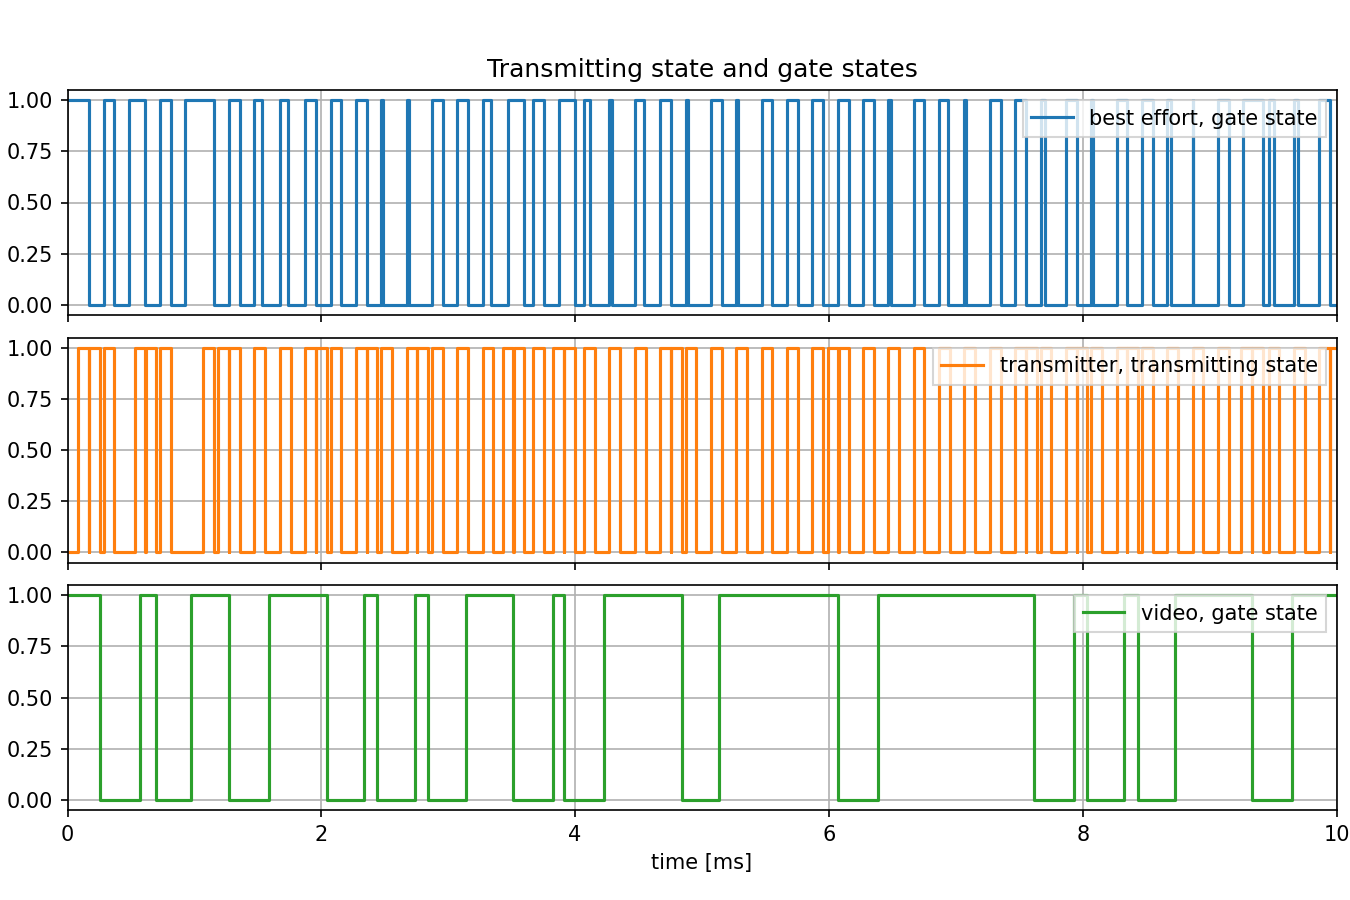 Transmitting state and gate states
1.00
0.75
0.50
0.25
0.00
best effort, gate state
1.00
0.75
0.50
0.25
0.00
transmitter, transmitting state
1.00
0.75
0.50
0.25
0.00
video, gate state
0 2 4 6 8 10
time [ms]